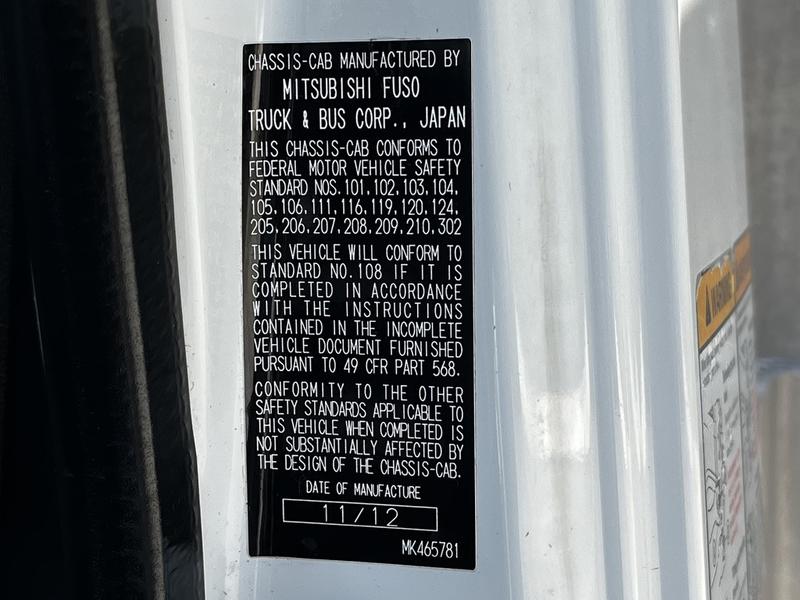 CHASSIS-CAB MANUFACTURED BY
MITSUBISHI FUSO
TRUCK & BUS CORP., JAPAN
THIS CHASSIS-CAB CONFORMS TO
FEDERAL MOTOR VEHICLE SAFETY
STANDARD NOS.101,102,103,104,
105,106,111,116,119,120,124,
205,206,207,208,209,210,302
THIS VEHICLE WILL CONFORM TO
STANDARD NO.108 IF IT IS
COMPLETED IN ACCORDANCE
WITH THE INSTRUCTIONS
CONTAINED IN THE INCOMPLETE
VEHICLE DOCUMENT FURNISHED
PURSUANT TO 49 CFR PART 568.
CONFORMITY TO THE OTHER
SAFETY STANDARDS APPLICABLE TO
THIS VEHICLE WHEN COMPLETED IS
NOT SUBSTANTIALLY AFFECTED BY
THE DESIGN OF THE CHASSIS-CAB.
DATE OF MANUFACTURE
11/12
MK465781
WARNING